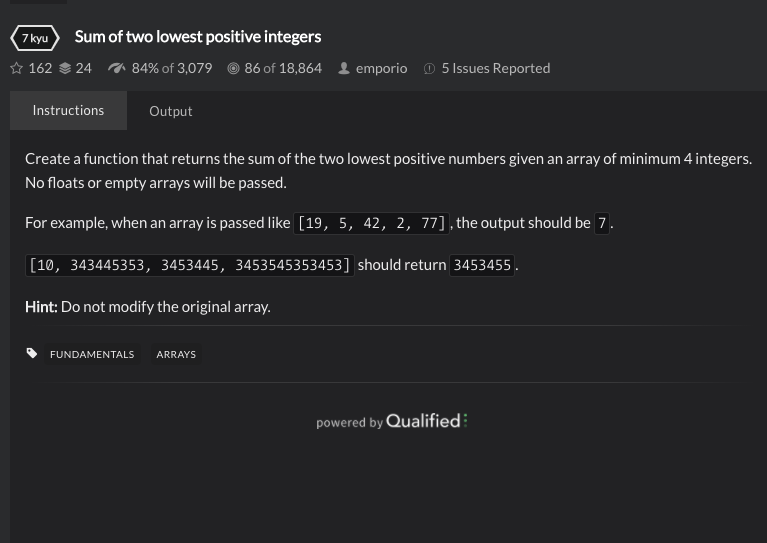 7 kyu Sum of two lowest positive integers
162 24 84% of 3,079 86 of 18,864 emporio 5 Issues Reported
Instructions Output
Create a function that returns the sum of the two lowest positive numbers given an array of minimum 4 integers.
No floats or empty arrays will be passed.
For example, when an array is passed like [19, 5, 42, 2, 77], the output should be 7.
[10, 343445353, 3453445, 3453545353453] should return 3453455.
Hint: Do not modify the original array.
FUNDAMENTALS ARRAYS
powered by Qualified